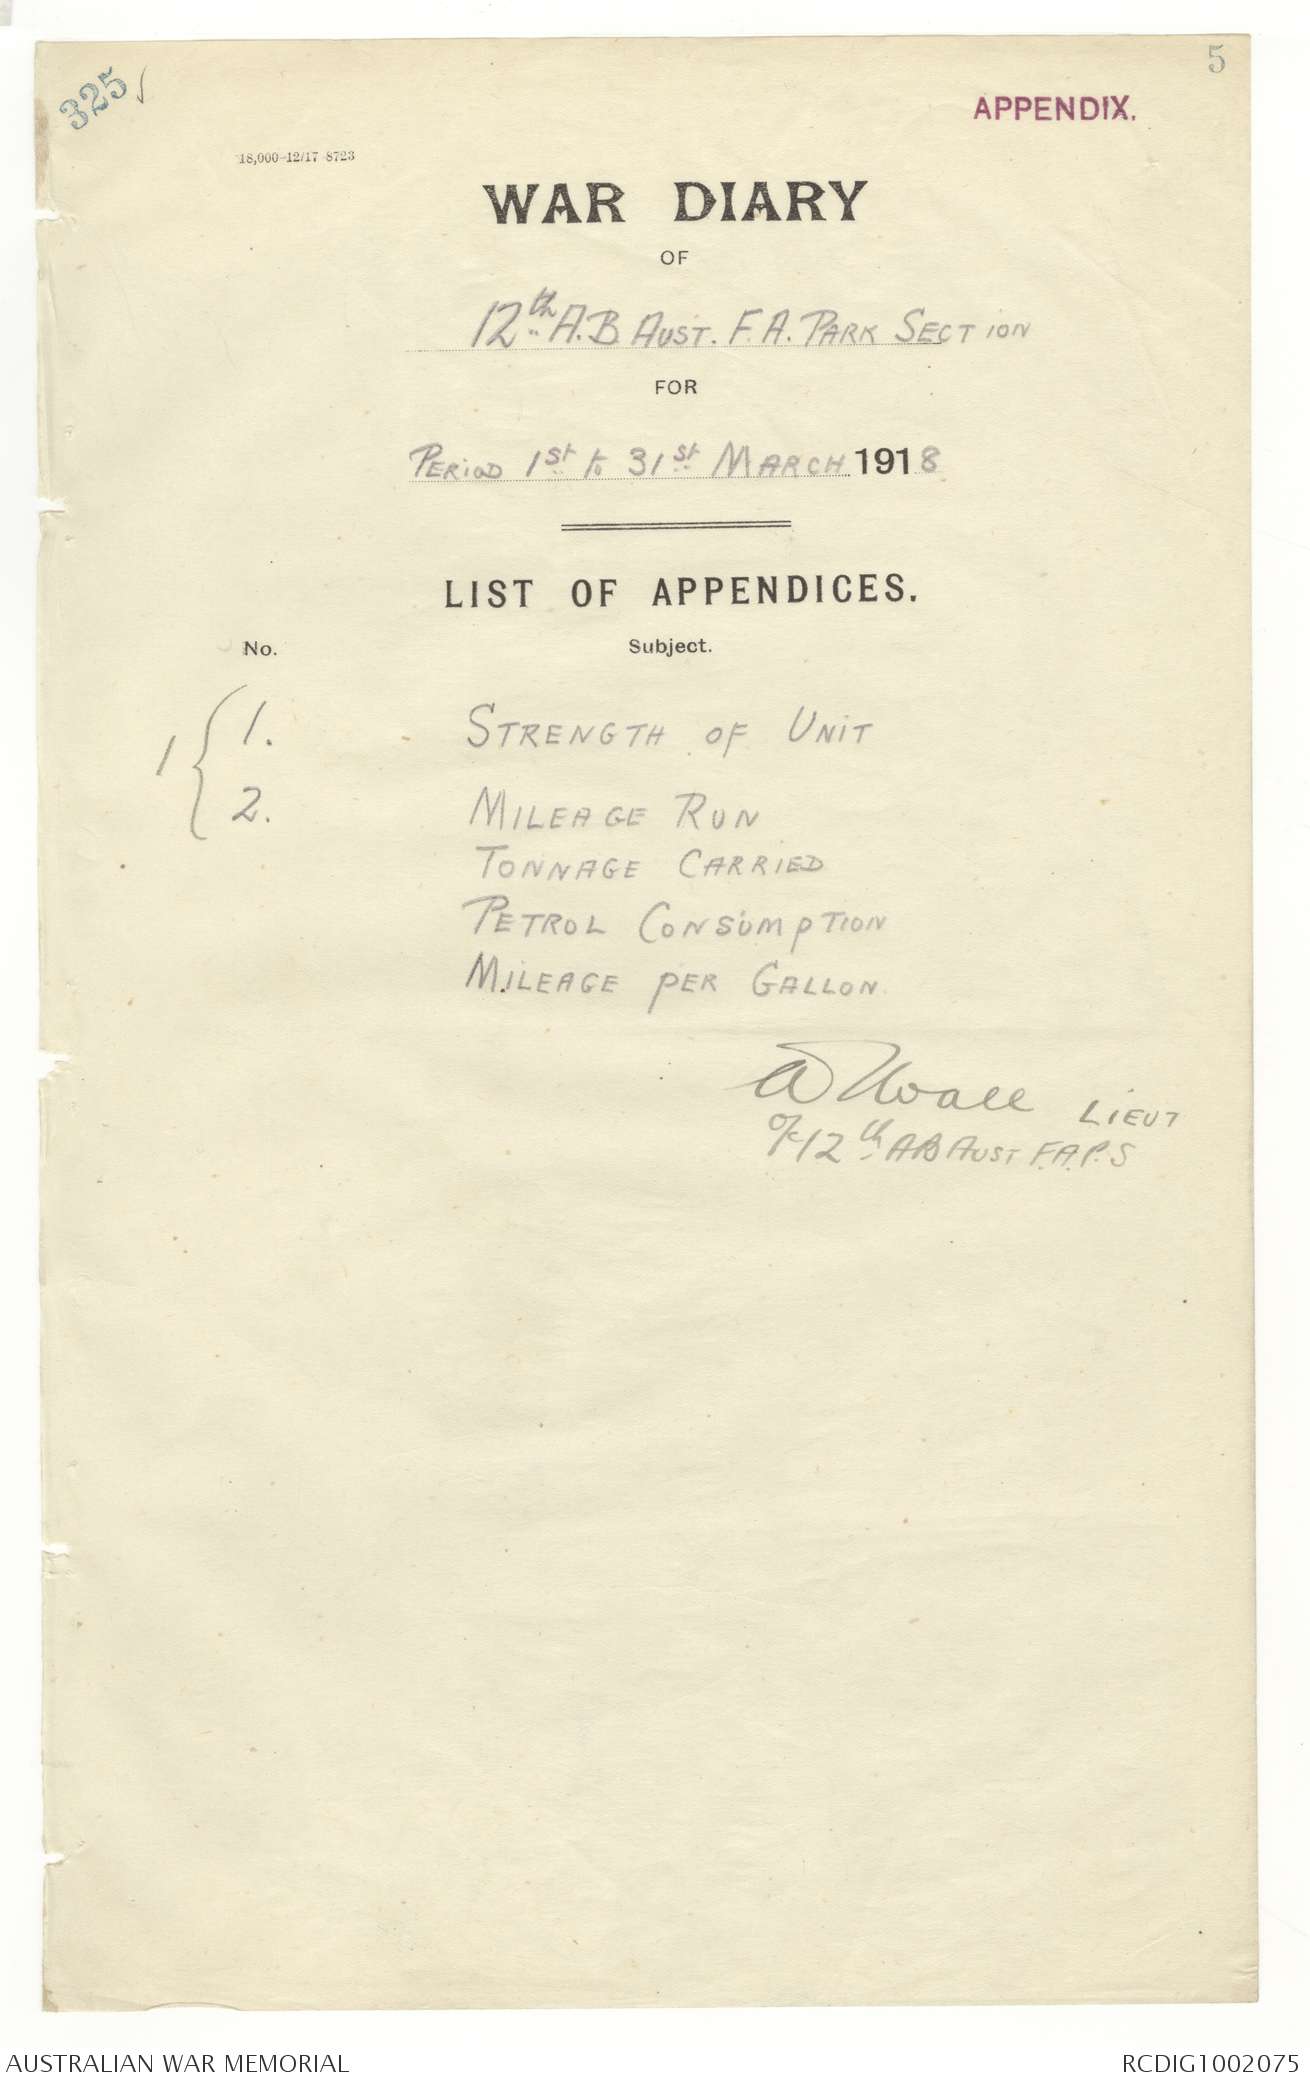 325
5
APPENDIX.
18,000-12/17-8723
WAR DIARY
OF
12th A.B AUST. F.A. PARK SECTION
FOR
PERIOD 1st to 31st MARCH 1918
LIST OF APPENDICES.
No. Subject.
1 { 1. STRENGTH OF UNIT
2. MILEAGE RUN
TONNAGE CARRIED
PETROL CONSUMPTION
MILEAGE PER GALLON.
LIEUT
O/C 12th AB AUST F.A.P.S
AUSTRALIAN WAR MEMORIAL RCDIG1002075